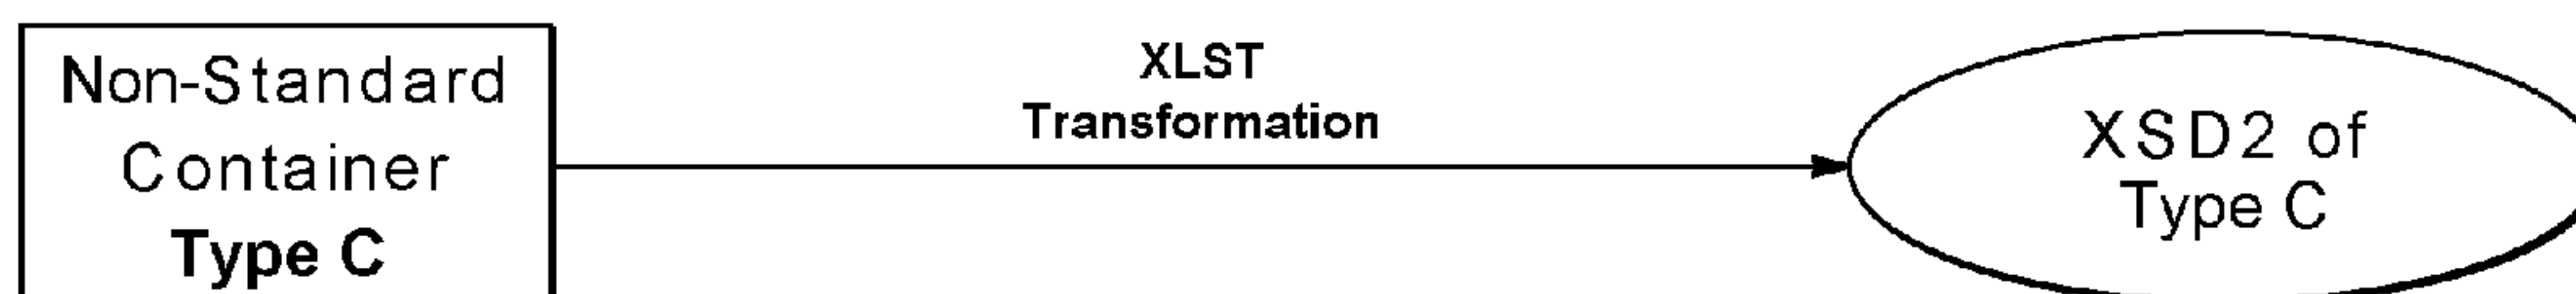 Non-Standard
Container
Type C
XLST
Transformation
XSD2 of
Type C